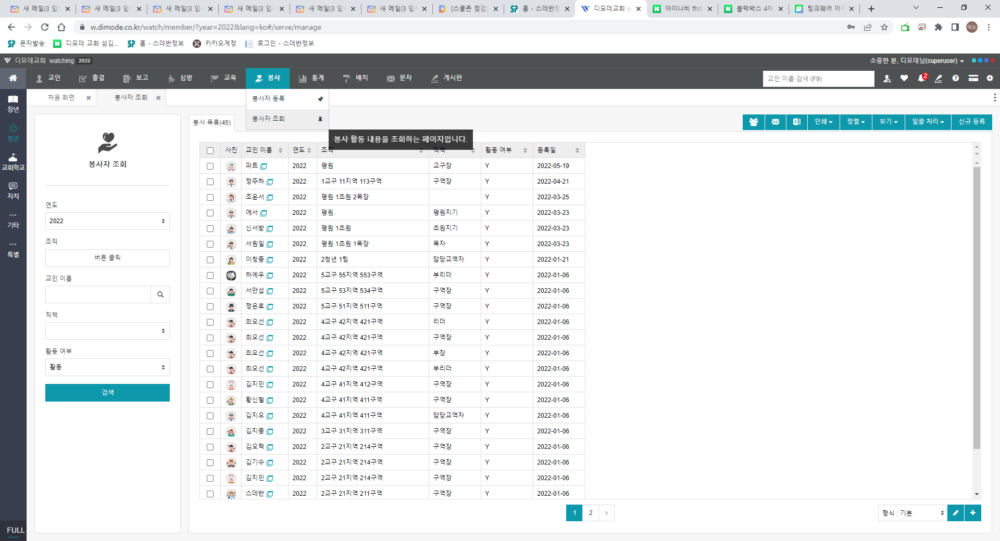 새 메일(3 입
새 메일(3 입
새 메일(3 입
새 메일(3 입
새 메일(3 입
새 메일(3 입
[스쿨존 점검]
홈 - 스데반정
디모데교회 w
아이나비 fhd
블랙박스 4채
팅크웨어 아이
w.dimode.co.kr/watch/member/?year=2022&lang=ko#/serve/manage
미소
문자발송
디모데 교회 섬김...
홈 - 스데반정보
카카오계정
로그인 - 스데반정보
디모데교회 watching 2022
소중한 분, 디모데님(superuser)
교인
출결
보고
심방
교육
봉사
통계
배치
문자
게시판
교인 이름 검색 (F9)
2
장년
청년
교회학교
자치
기타
특별
FULL
처음 화면
봉사자 조회
봉사자 등록
봉사자 조회
봉사 활동 내용을 조회하는 페이지입니다.
봉사자 조회
연도
2022
조직
버튼 클릭
교인 이름
직책
활동 여부
활동
검색
봉사 목록(45)
인쇄
정렬
보기
일괄 처리
신규 등록
사진 교인 이름 연도 조직 직책 활동 여부 등록일
파트 2022 평원 교구장 Y 2022-05-19
정주하 2022 1교구 11지역 113구역 구역장 Y 2022-04-21
조윤서 2022 평원 1초원 2목장 Y 2022-03-25
에서 2022 평원 평원지기 Y 2022-03-23
신서방 2022 평원 1초원 초원지기 Y 2022-03-23
서원일 2022 평원 1초원 1목장 목자 Y 2022-03-23
이청종 2022 2청년 1팀 담당교역자 Y 2022-01-21
하예우 2022 5교구 55지역 553구역 부리더 Y 2022-01-06
서만섭 2022 5교구 53지역 534구역 구역장 Y 2022-01-06
정은호 2022 5교구 51지역 511구역 구역장 Y 2022-01-06
최오선 2022 4교구 42지역 421구역 리더 Y 2022-01-06
최오선 2022 4교구 42지역 421구역 구역장 Y 2022-01-06
최오선 2022 4교구 42지역 421구역 부장 Y 2022-01-06
최오선 2022 4교구 42지역 421구역 부리더 Y 2022-01-06
김지민 2022 4교구 41지역 412구역 구역장 Y 2022-01-06
황신철 2022 4교구 41지역 411구역 구역장 Y 2022-01-06
김지오 2022 4교구 41지역 411구역 담당교역자 Y 2022-01-06
김지종 2022 3교구 31지역 311구역 구역장 Y 2022-01-06
김오혁 2022 2교구 21지역 214구역 구역장 Y 2022-01-06
김기수 2022 2교구 21지역 214구역 구역장 Y 2022-01-06
김지민 2022 2교구 21지역 214구역 구역장 Y 2022-01-06
스데반 2022 2교구 21지역 211구역 구역장 Y 2022-01-06
1 2
형식 : 기본